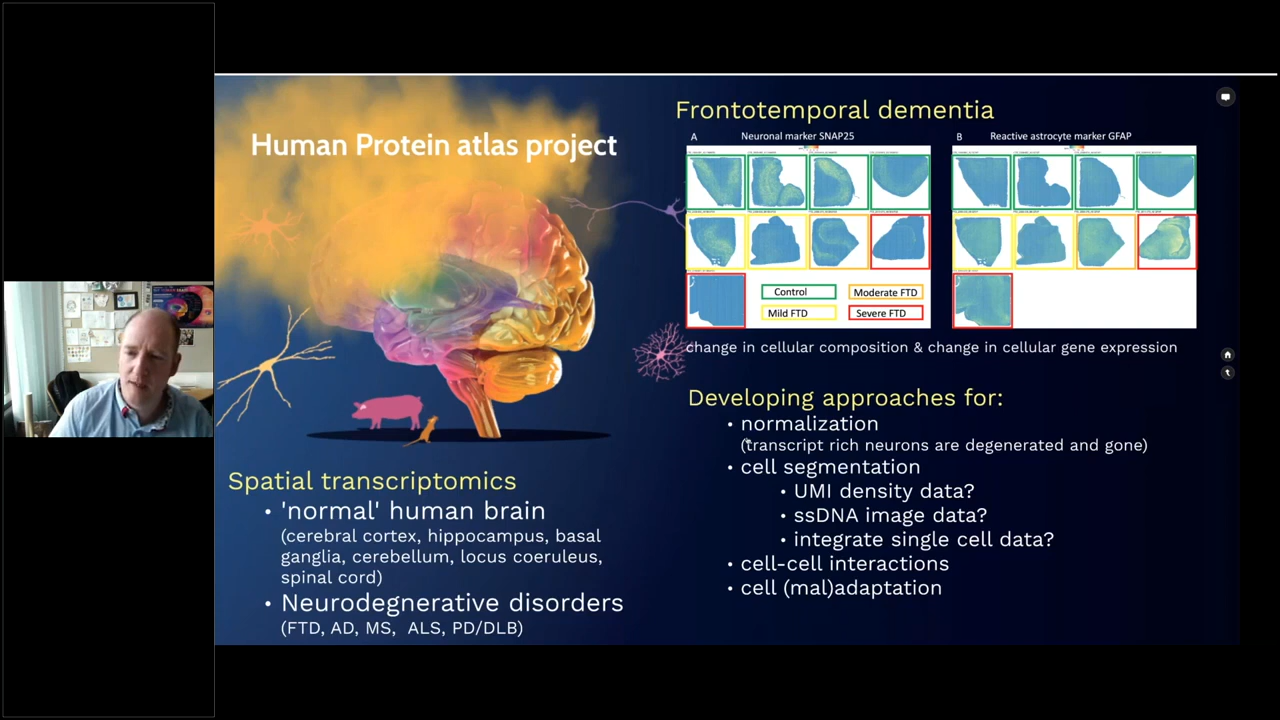 Human Protein atlas project
Spatial transcriptomics
• 'normal' human brain
(cerebral cortex, hippocampus, basal
ganglia, cerebellum, locus coeruleus,
spinal cord)
• Neurodegnerative disorders
(FTD, AD, MS, ALS, PD/DLB)
Frontotemporal dementia
A Neuronal marker SNAP25
B Reactive astrocyte marker GFAP
Control Moderate FTD
Mild FTD Severe FTD
change in cellular composition & change in cellular gene expression
Developing approaches for:
• normalization
(transcript rich neurons are degenerated and gone)
• cell segmentation
• UMI density data?
• ssDNA image data?
• integrate single cell data?
• cell-cell interactions
• cell (mal)adaptation